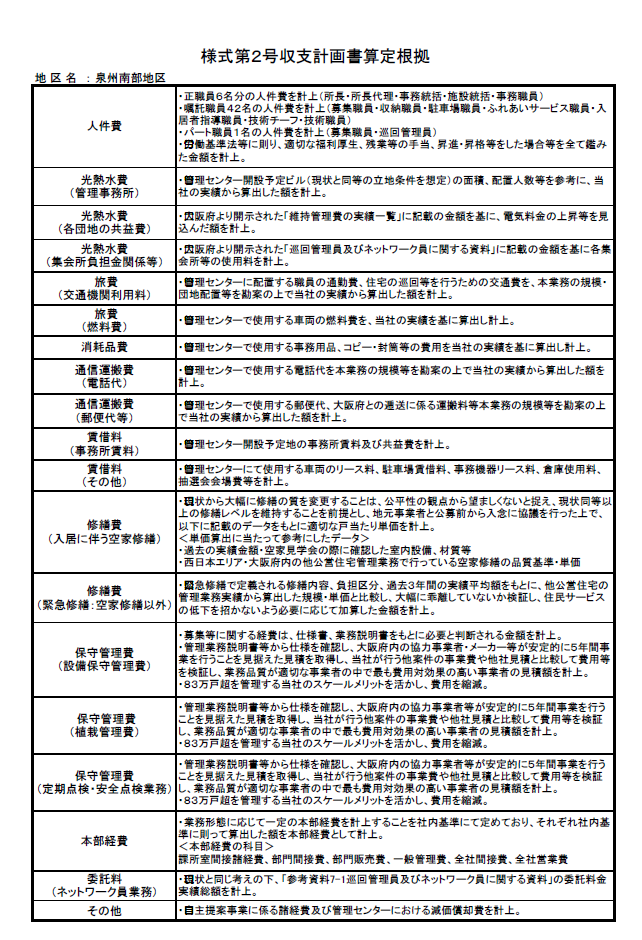 様式第2号収支計画書算定根拠
地 区 名 ： 泉州南部地区
人件費
・正職員6名分の人件費を計上（所長・所長代理・事務統括・施設統括・事務職員）
・嘱託職員42名の人件費を計上（募集職員・収納職員・駐車場職員・ふれあいサービス職員・入
居者指導職員・技術チーフ・技術職員）
・パート職員1名の人件費を計上（募集職員・巡回管理員）
・労働基準法等に則り、適切な福利厚生、残業等の手当、昇進・昇格等をした場合等を全て鑑み
た金額を計上。
光熱水費
（管理事務所）
・管理センター開設予定ビル（現状と同等の立地条件を想定）の面積、配置人数等を参考に、当
社の実績から算出した額を計上。
光熱水費
（各団地の共益費）
・大阪府より開示された「維持管理費の実績一覧」に記載の金額を基に、電気料金の上昇等を見
込んだ額を計上。
光熱水費
（集会所負担金関係等）
・大阪府より開示された「巡回管理員及びネットワーク員に関する資料」に記載の金額を基に各集
会所等の使用料を計上。
旅費
（交通機関利用料）
・管理センターに配置する職員の通勤費、住宅の巡回等を行うための交通費を、本業務の規模・
団地配置等を勘案の上で当社の実績から算出した額を計上。
旅費
（燃料費）
・管理センターで使用する車両の燃料費を、当社の実績を基に算出し計上。
消耗品費
・管理センターで使用する事務用品、コピー・封筒等の費用を当社の実績を基に算出し計上。
通信運搬費
（電話代）
・管理センターで使用する電話代を本業務の規模等を勘案の上で当社の実績から算出した額を
計上。
通信運搬費
（郵便代等）
・管理センターで使用する郵便代、大阪府との逓送に係る運搬料等本業務の規模等を勘案の上
で当社の実績から算出した額を計上。
賃借料
（事務所賃料）
・管理センター開設予定地の事務所賃料及び共益費を計上。
賃借料
（その他）
・管理センターにて使用する車両のリース料、駐車場賃借料、事務機器リース料、倉庫使用料、
抽選会会場費等を計上。
修繕費
（入居に伴う空家修繕）
・現状から大幅に修繕の質を変更することは、公平性の観点から望ましくないと捉え、現状同等以
上の修繕レベルを維持することを前提とし、地元事業者と公募前から入念に協議を行った上で、
以下に記載のデータをもとに適切な戸当たり単価を計上。
＜単価算出に当たって参考にしたデータ＞
・過去の実績金額・空家見学会の際に確認した室内設備、材質等
・西日本エリア・大阪府内の他公営住宅管理業務で行っている空家修繕の品質基準・単価
修繕費
（緊急修繕：空家修繕以外）
・緊急修繕で定義される修繕内容、負担区分、過去3年間の実績平均額をもとに、他公営住宅の
管理業務実績から算出した規模・単価と比較し、大幅に乖離していないか検証し、住民サービス
の低下を招かないよう必要に応じて加算した金額を計上。
保守管理費
（設備保守管理費）
・募集等に関する経費は、仕様書、業務説明書をもとに必要と判断される金額を計上。
・管理業務説明書等から仕様を確認し、大阪府内の協力事業者・メーカー等が安定的に5年間事
業を行うことを見据えた見積を取得し、当社が行う他案件の事業費や他社見積と比較して費用等
を検証し、業務品質が適切な事業者の中で最も費用対効果の高い事業者の見積額を計上。
・83万戸超を管理する当社のスケールメリットを活かし、費用を縮減。
保守管理費
（植栽管理費）
・管理業務説明書等から仕様を確認し、大阪府内の協力事業者等が安定的に5年間事業を行う
ことを見据えた見積を取得し、当社が行う他案件の事業費や他社見積と比較して費用等を検証
し、業務品質が適切な事業者の中で最も費用対効果の高い事業者の見積額を計上。
・83万戸超を管理する当社のスケールメリットを活かし、費用を縮減。
保守管理費
（定期点検・安全点検業務）
・管理業務説明書等から仕様を確認し、大阪府内の協力事業者等が安定的に5年間事業を行う
ことを見据えた見積を取得し、当社が行う他案件の事業費や他社見積と比較して費用等を検証
し、業務品質が適切な事業者の中で最も費用対効果の高い事業者の見積額を計上。
・83万戸超を管理する当社のスケールメリットを活かし、費用を縮減。
本部経費
・業務形態に応じて一定の本部経費を計上することを社内基準にて定めており、それぞれ社内基
準に則って算出した額を本部経費として計上。
＜本部経費の科目＞
課所室間接諸経費、部門間接費、部門販売費、一般管理費、全社間接費、全社営業費
委託料
（ネットワーク員業務）
・現状と同じ考えの下、「参考資料7-1巡回管理員及びネットワーク員に関する資料」の委託料金
実績総額を計上。
その他
・自主提案事業に係る諸経費及び管理センターにおける減価償却費を計上。